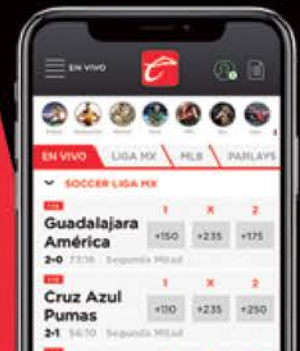 EN VIVO
EN VIVO LIGA MX MLB PARLAYS
SOCCER LIGA MX
1 X 2
Guadalajara
América
+150 +235 +175
2-0 Segunda Mitad
1 X 2
Cruz Azul
Pumas
+110 +235 +250
2-1 Segunda Mitad